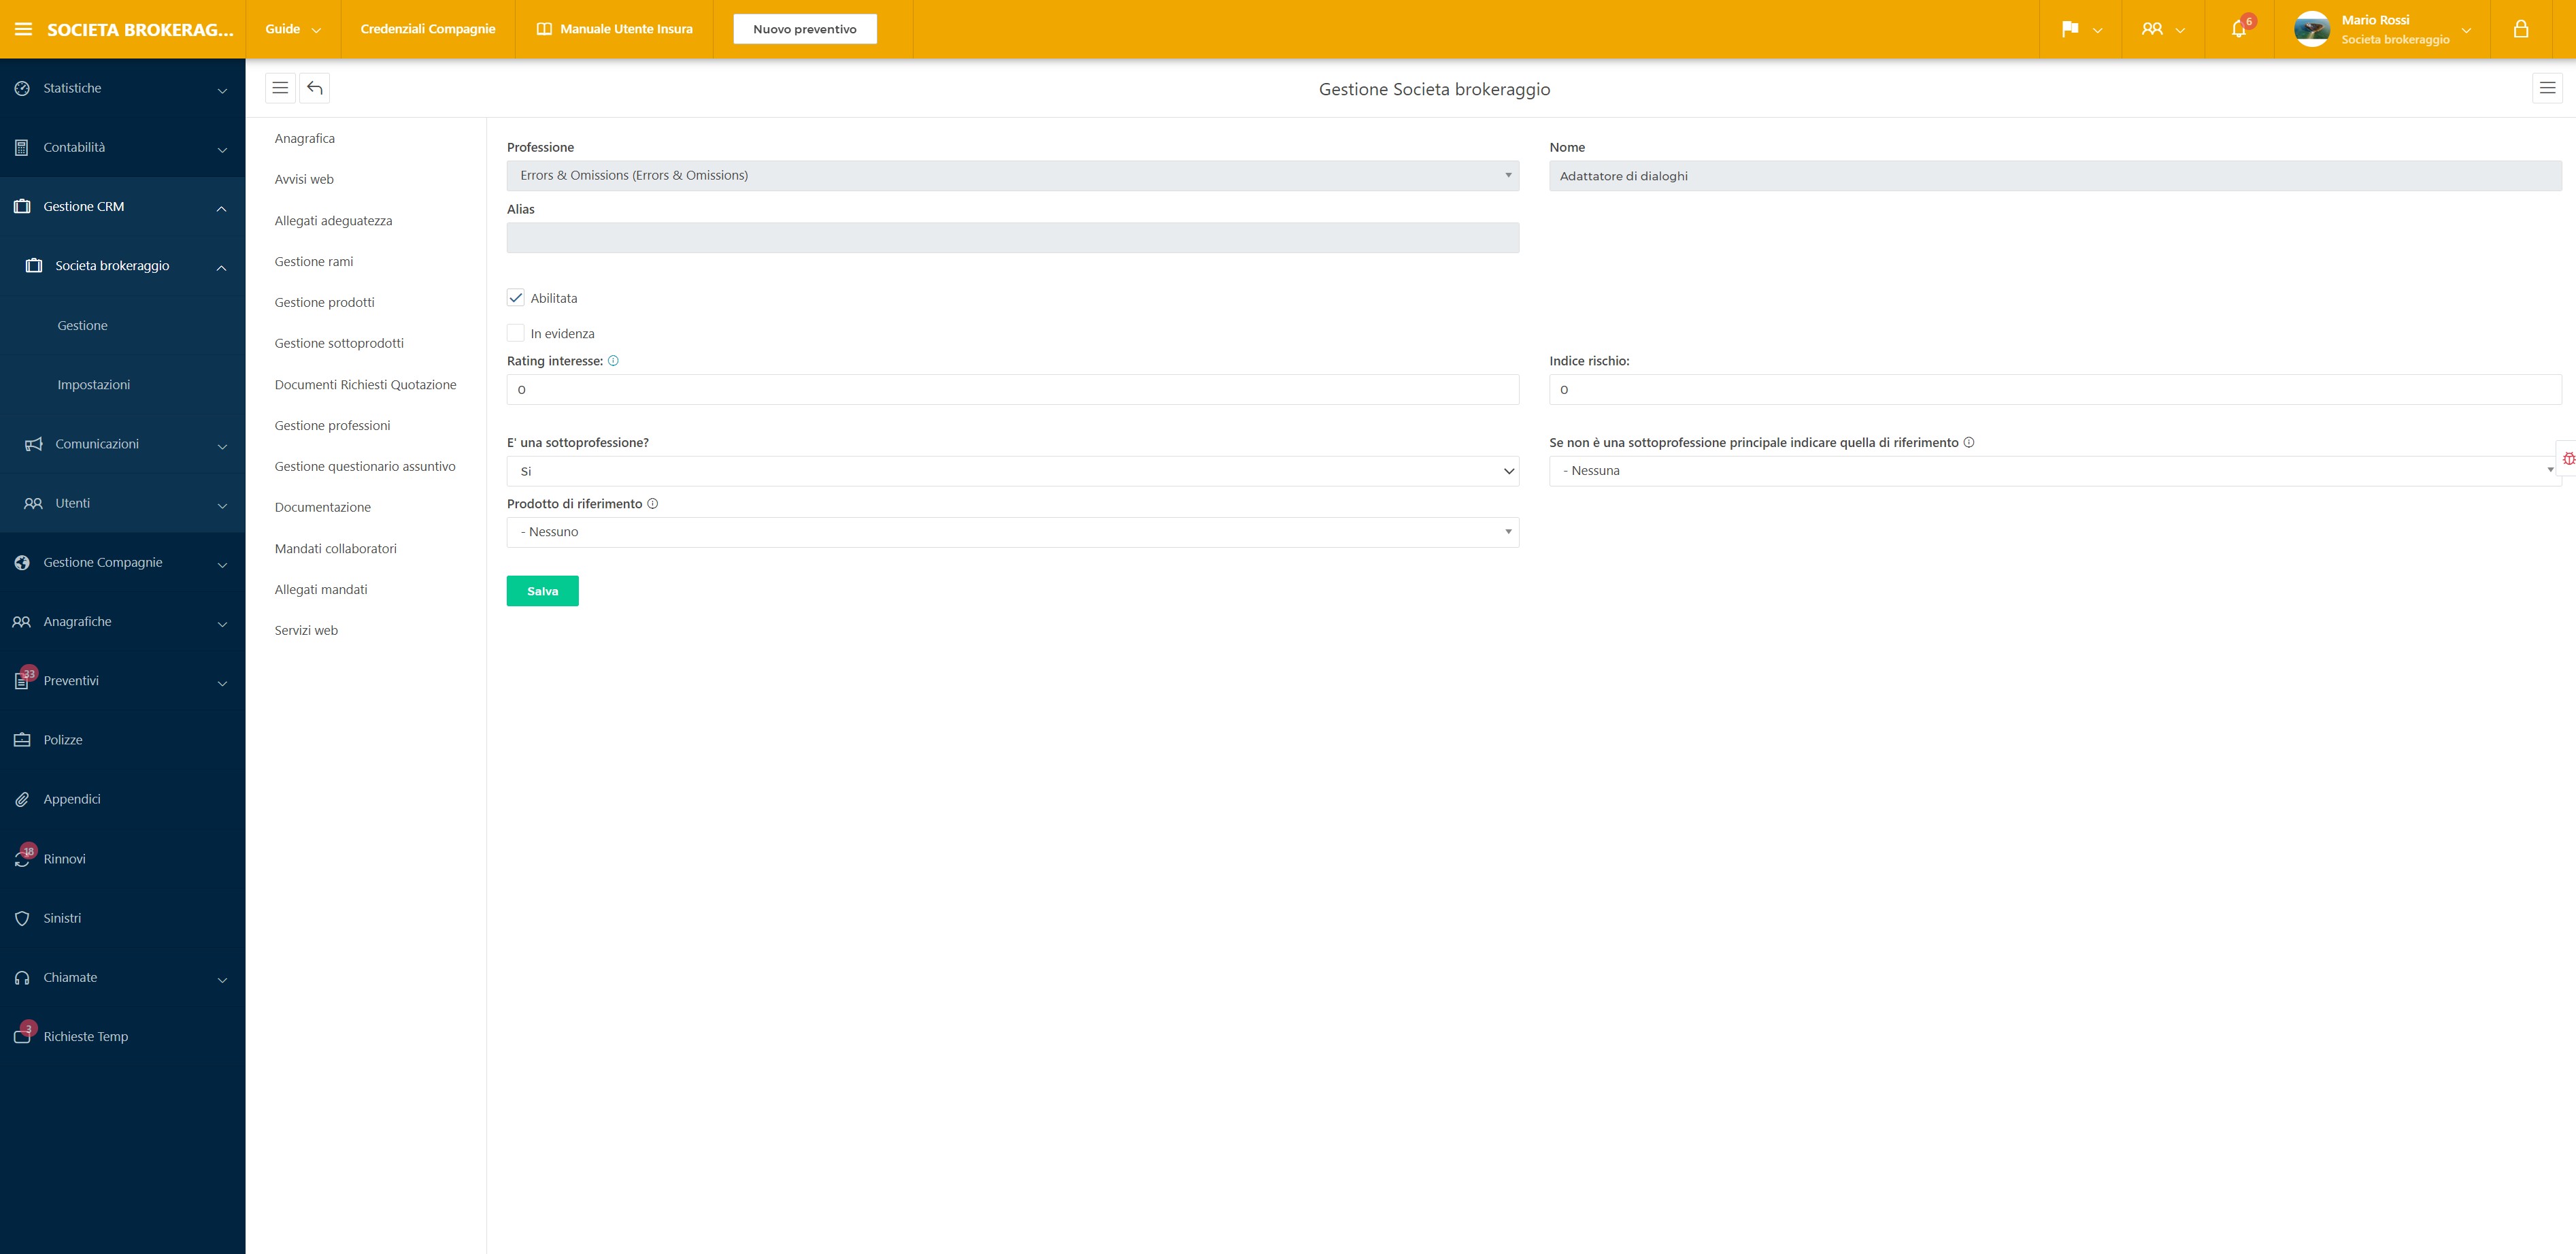 SOCIETA BROKERAG...
Guide
Credenziali Compagnie
Manuale Utente Insura
Nuovo preventivo
6
Mario Rossi
Societa brokeraggio
Statistiche
Contabilità
Gestione CRM
Societa brokeraggio
Gestione
Impostazioni
Comunicazioni
Utenti
Gestione Compagnie
Anagrafiche
33
Preventivi
Polizze
Appendici
18
Rinnovi
Sinistri
Chiamate
3
Richieste Temp
Gestione Societa brokeraggio
Anagrafica
Avvisi web
Allegati adeguatezza
Gestione rami
Gestione prodotti
Gestione sottoprodotti
Documenti Richiesti Quotazione
Gestione professioni
Gestione questionario assuntivo
Documentazione
Mandati collaboratori
Allegati mandati
Servizi web
Professione
Errors & Omissions (Errors & Omissions)
Nome
Adattatore di dialoghi
Alias
Abilitata
In evidenza
Rating interesse:
0
Indice rischio:
0
E' una sottoprofessione?
Si
Se non è una sottoprofessione principale indicare quella di riferimento
- Nessuna
Prodotto di riferimento
- Nessuno
Salva